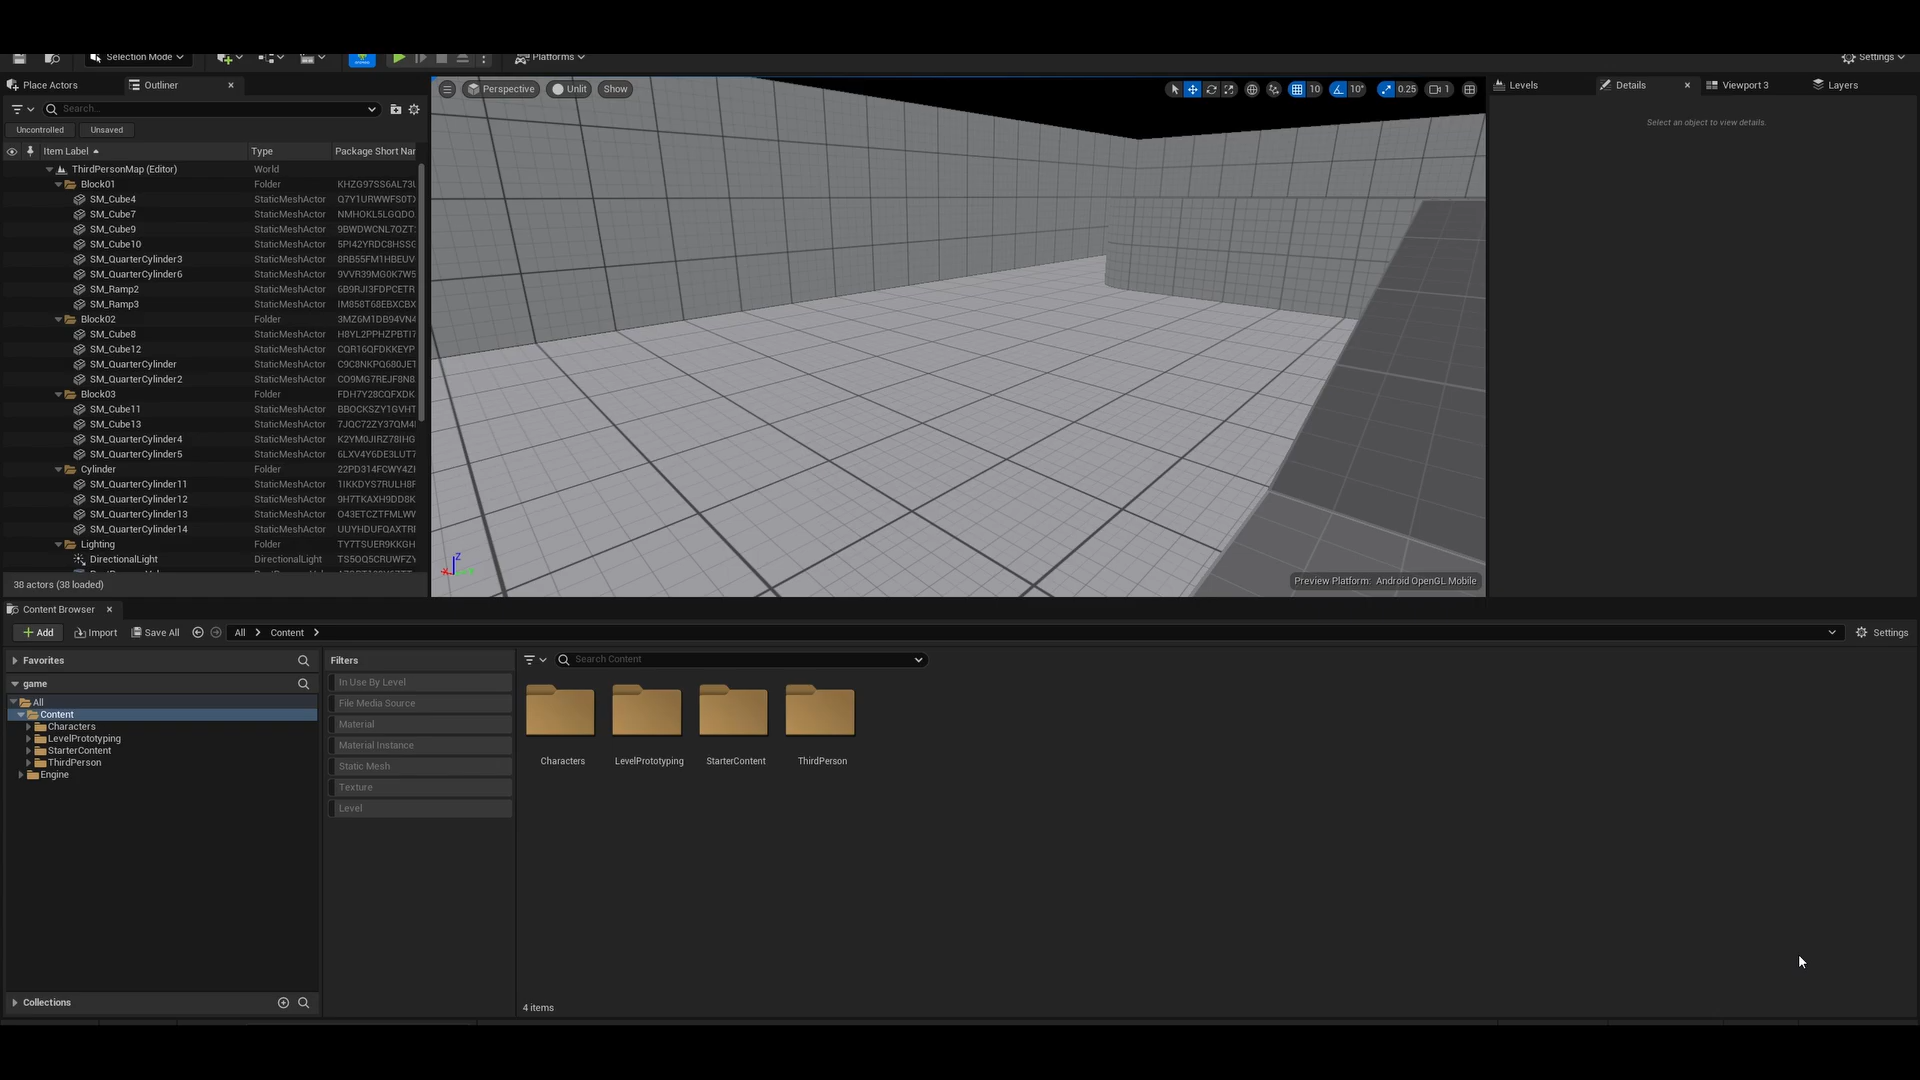 Selection Mode
Platforms
Settings
Place Actors
Outliner
Search...
Uncontrolled
Unsaved
Item Label Type Package Short Nar
ThirdPersonMap (Editor) World
Block01 Folder
SM_Cube4 StaticMeshActor
SM_Cube7 StaticMeshActor
SM_Cube9 StaticMeshActor
SM_Cube10 StaticMeshActor
SM_QuarterCylinder3 StaticMeshActor
SM_QuarterCylinder6 StaticMeshActor
SM_Ramp2 StaticMeshActor
SM_Ramp3 StaticMeshActor
Block02 Folder
SM_Cube8 StaticMeshActor
SM_Cube12 StaticMeshActor
SM_QuarterCylinder StaticMeshActor
SM_QuarterCylinder2 StaticMeshActor
Block03 Folder
SM_Cube11 StaticMeshActor
SM_Cube13 StaticMeshActor
SM_QuarterCylinder4 StaticMeshActor
SM_QuarterCylinder5 StaticMeshActor
Cylinder Folder
SM_QuarterCylinder11 StaticMeshActor
SM_QuarterCylinder12 StaticMeshActor
SM_QuarterCylinder13 StaticMeshActor
SM_QuarterCylinder14 StaticMeshActor
Lighting Folder
DirectionalLight DirectionalLight
38 actors (38 loaded)
Perspective
Unlit
Show
10
10°
0.25
1
Z
Preview Platform: Android OpenGL Mobile
Levels
Details
Viewport 3
Layers
Select an object to view details.
Content Browser
Add
Import
Save All
All
Content
Settings
Favorites
game
All
Content
Characters
LevelPrototyping
StarterContent
ThirdPerson
Engine
Collections
Filters
In Use By Level
File Media Source
Material
Material Instance
Static Mesh
Texture
Level
Search Content
Characters
LevelPrototyping
StarterContent
ThirdPerson
4 items